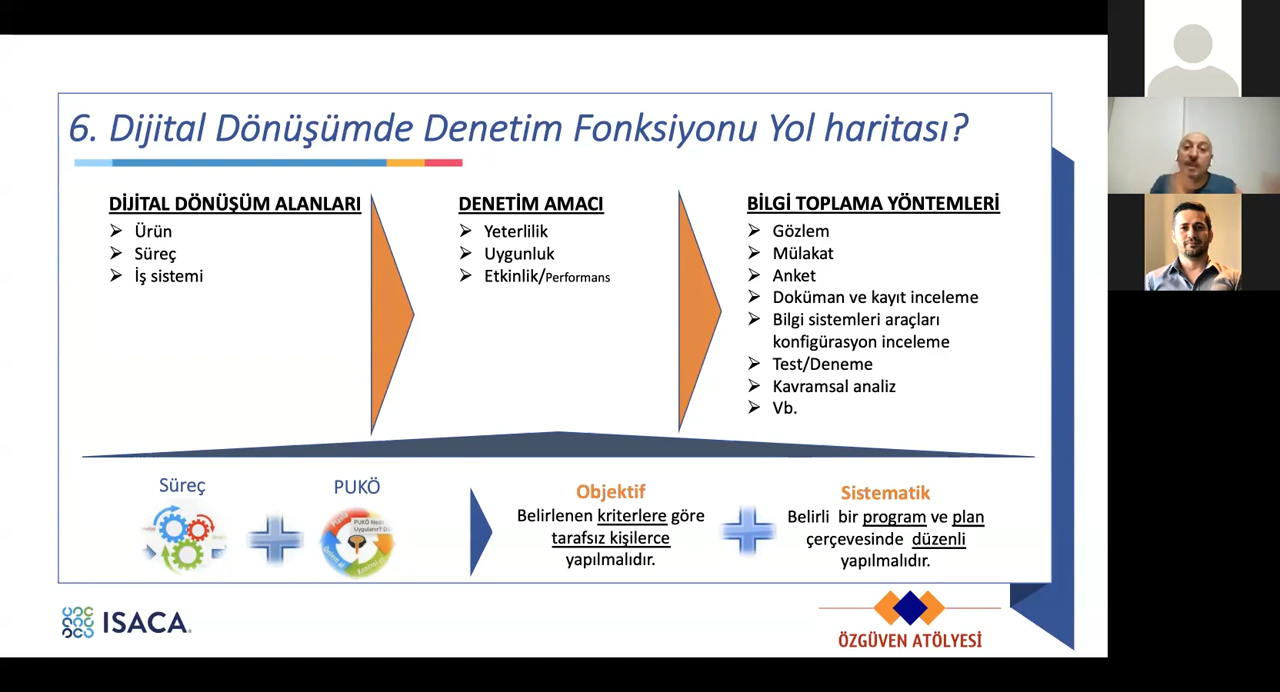 6. Dijital Dönüşümde Denetim Fonksiyonu Yol haritası?
DİJİTAL DÖNÜŞÜM ALANLARI
Ürün
Süreç
İş sistemi
DENETİM AMACI
Yeterlilik
Uygunluk
Etkinlik/Performans
BİLGİ TOPLAMA YÖNTEMLERİ
Gözlem
Mülakat
Anket
Doküman ve kayıt inceleme
Bilgi sistemleri araçları
konfigürasyon inceleme
Test/Deneme
Kavramsal analiz
Vb.
Süreç
PUKÖ
PUKÖ
Objektif
Belirlenen kriterlere göre
tarafsız kişilerce
yapılmalıdır.
Sistematik
Belirli bir program ve plan
çerçevesinde düzenli
yapılmalıdır.
ISACA.
ÖZGÜVEN ATÖLYESİ